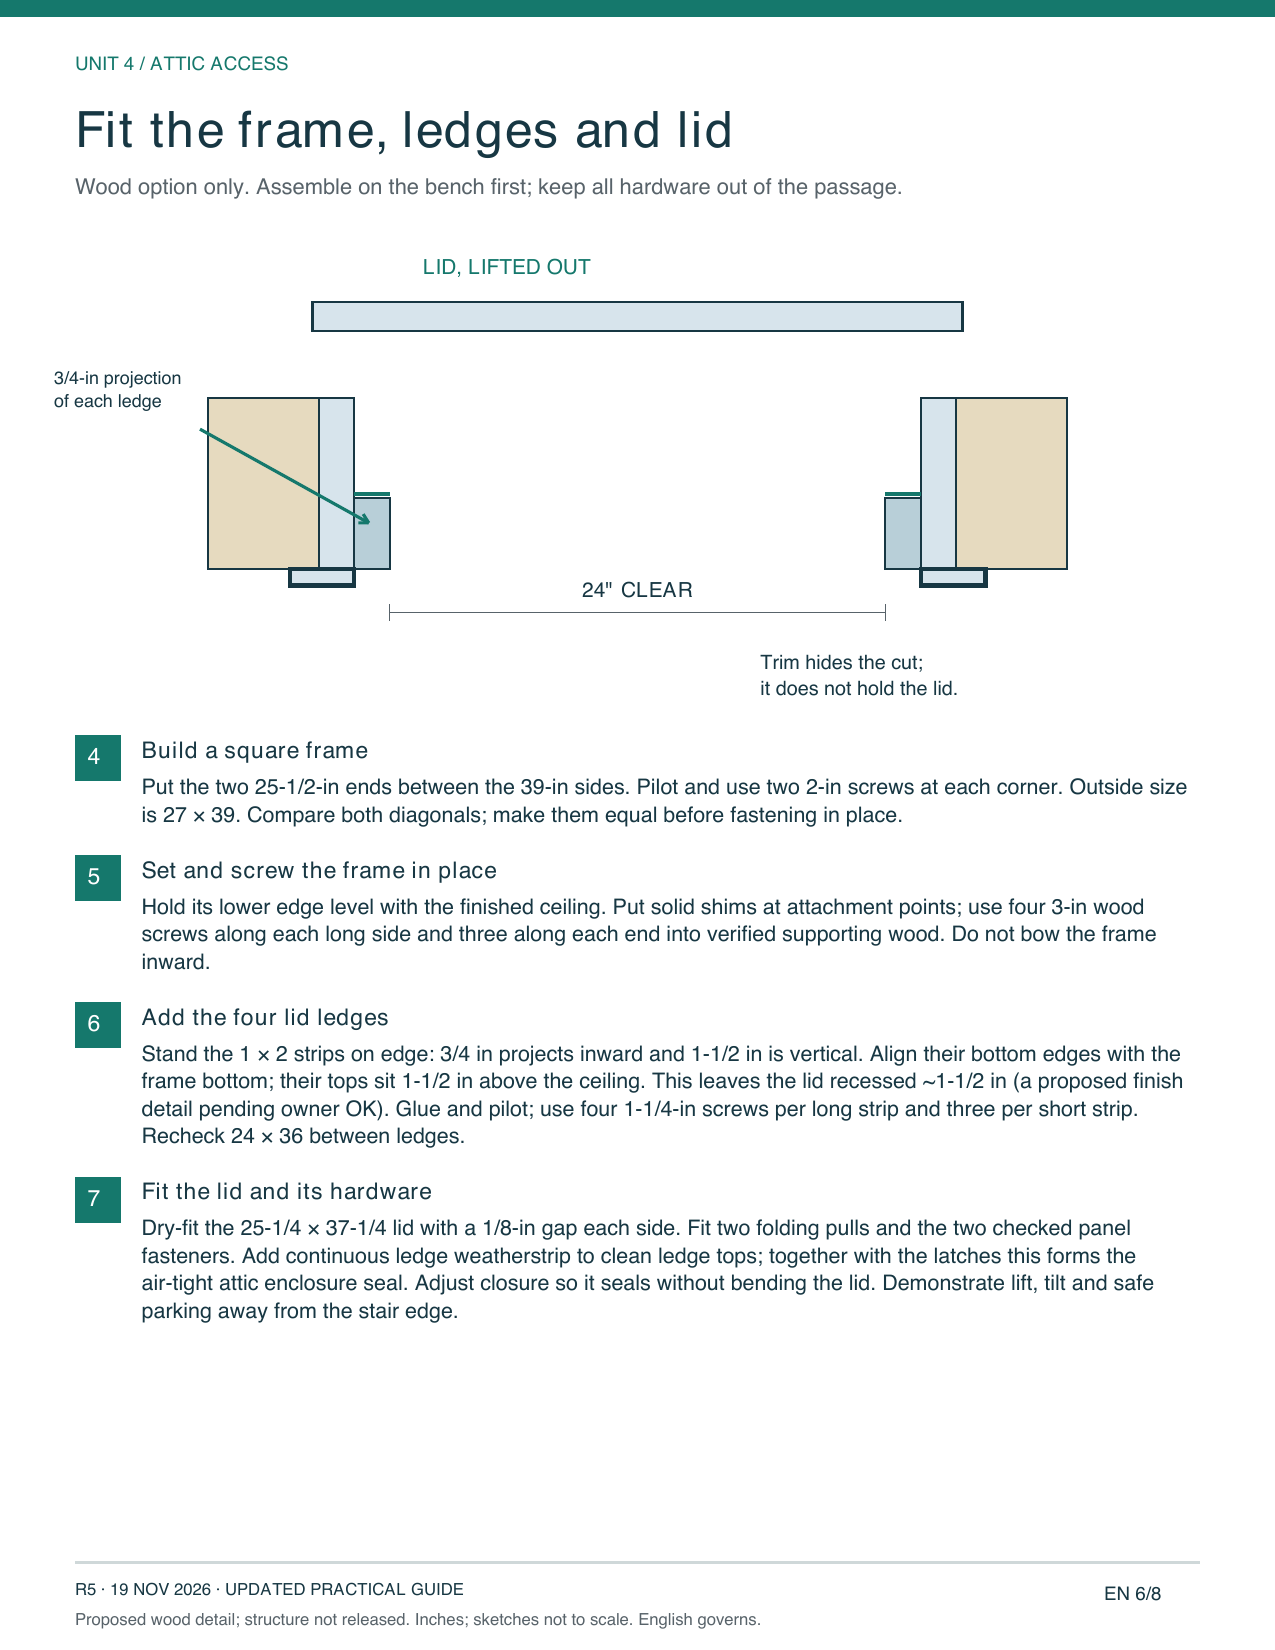 UNIT 4 / ATTIC ACCESS
Fit the frame, ledges and lid
Wood option only. Assemble on the bench first; keep all hardware out of the passage.
LID, LIFTED OUT
3/4-in projection
of each ledge
24" CLEAR
Trim hides the cut;
it does not hold the lid.
4
Build a square frame
Put the two 25-1/2-in ends between the 39-in sides. Pilot and use two 2-in screws at each corner. Outside size
is 27 × 39. Compare both diagonals; make them equal before fastening in place.
5
Set and screw the frame in place
Hold its lower edge level with the finished ceiling. Put solid shims at attachment points; use four 3-in wood
screws along each long side and three along each end into verified supporting wood. Do not bow the frame
inward.
6
Add the four lid ledges
Stand the 1 × 2 strips on edge: 3/4 in projects inward and 1-1/2 in is vertical. Align their bottom edges with the
frame bottom; their tops sit 1-1/2 in above the ceiling. This leaves the lid recessed ~1-1/2 in (a proposed finish
detail pending owner OK). Glue and pilot; use four 1-1/4-in screws per long strip and three per short strip.
Recheck 24 × 36 between ledges.
7
Fit the lid and its hardware
Dry-fit the 25-1/4 × 37-1/4 lid with a 1/8-in gap each side. Fit two folding pulls and the two checked panel
fasteners. Add continuous ledge weatherstrip to clean ledge tops; together with the latches this forms the
air-tight attic enclosure seal. Adjust closure so it seals without bending the lid. Demonstrate lift, tilt and safe
parking away from the stair edge.
R5 · 19 NOV 2026 · UPDATED PRACTICAL GUIDE
EN 6/8
Proposed wood detail; structure not released. Inches; sketches not to scale. English governs.